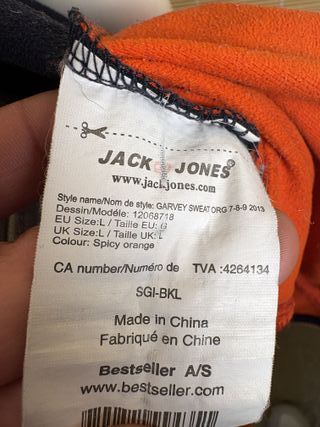 JACK JONES®
www.jackjones.com
Style name/Nom de style: GARVEY SWEAT ORG 7-8-9 2013
Dessin/Modéle: 12068718
EU Size:L / Taille EU: G
UK Size:L / Taille UK: L
Colour: Spicy orange
CA number/Numéro de TVA :4264134
SGI-BKL
Made in China
Fabriqué en Chine
Bestseller A/S
www.bestseller.com